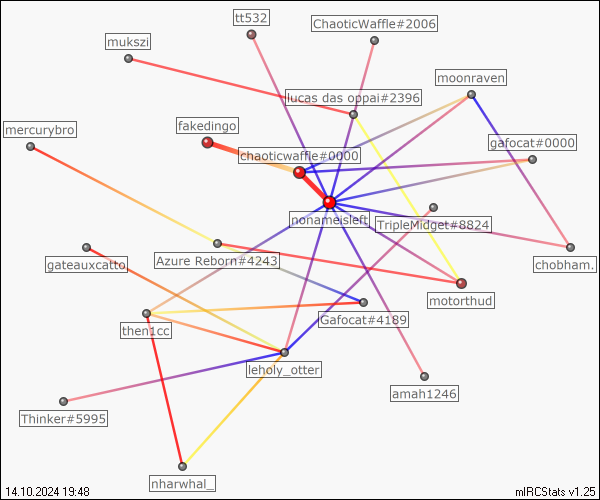 tt532
ChaoticWaffle#2006
mukszi
moonraven
lucas das oppai#2396
mercurybro
fakedingo
gafocat#0000
chaoticwaffle#0000
nonameisleft
TripleMidget#8824
gateauxcatto.
Azure Reborn#4243
chobham.
motorthud
Gafocat#4189
then1cc
leholy_otter
amah1246
Thinker#5995
nharwhal_
14.10.2024 19:48
mIRCStats v1.25